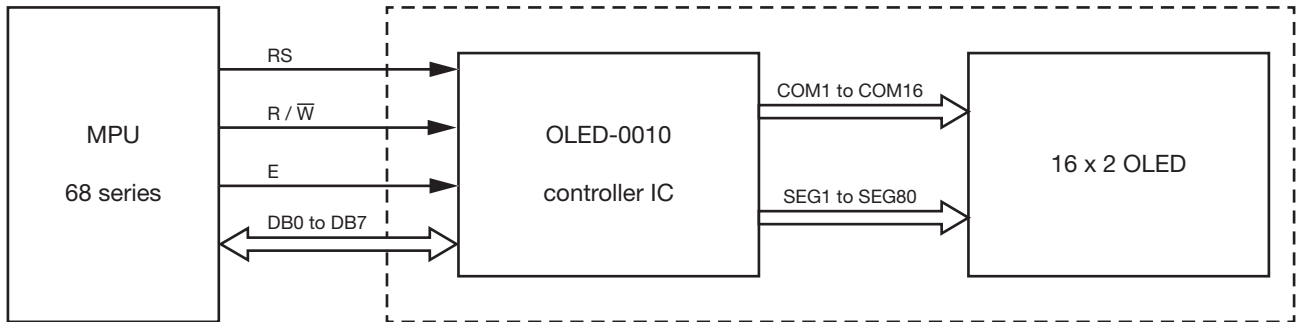 MPU
68 series
RS
R / W̅
E
DB0 to DB7
OLED-0010
controller IC
COM1 to COM16
SEG1 to SEG80
16 x 2 OLED